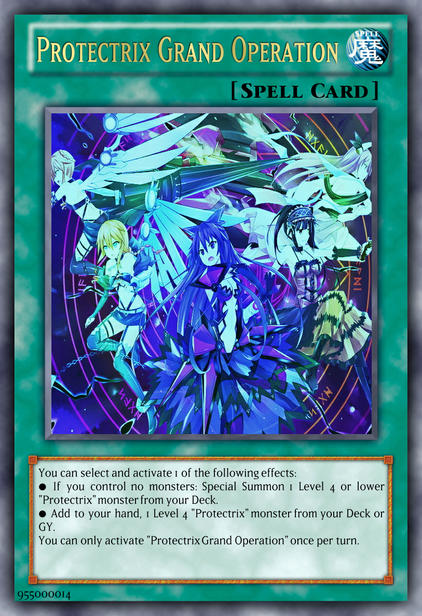 Protectrix Grand Operation
SPELL
魔
[Spell Card]
You can select and activate 1 of the following effects:
● If you control no monsters: Special Summon 1 Level 4 or lower
"Protectrix" monster from your Deck.
● Add to your hand, 1 Level 4 "Protectrix" monster from your Deck or
GY.
You can only activate "Protectrix Grand Operation" once per turn.
955000014